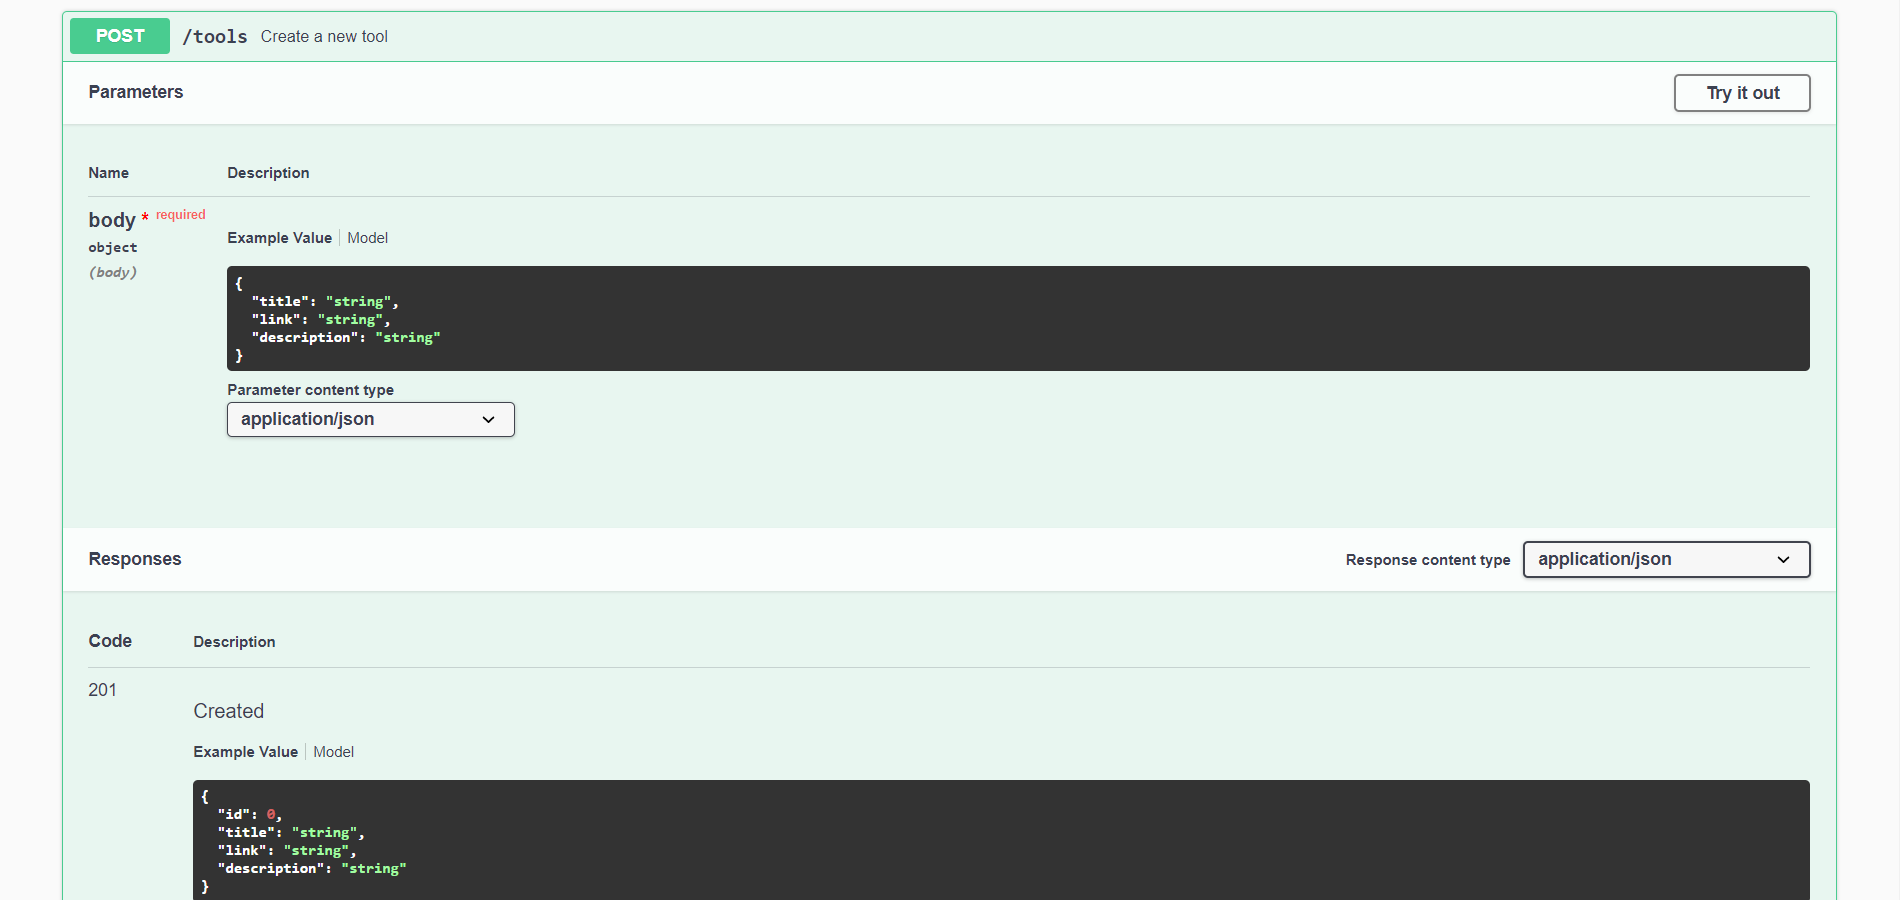 POST /tools Create a new tool
Parameters
Try it out
Name Description
body * required
object
(body)
Example Value Model
{
  "title": "string",
  "link": "string",
  "description": "string"
}
Parameter content type
application/json
Responses
Response content type application/json
Code Description
201
Created
Example Value Model
{
  "id": 0,
  "title": "string",
  "link": "string",
  "description": "string"
}